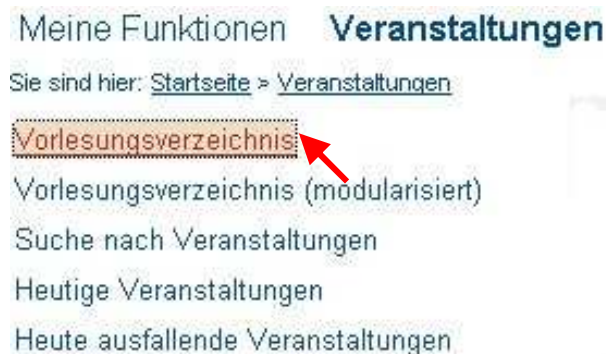 Meine Funktionen Veranstaltungen
Sie sind hier: Startseite > Veranstaltungen
Vorlesungsverzeichnis
Vorlesungsverzeichnis (modularisiert)
Suche nach Veranstaltungen
Heutige Veranstaltungen
Heute ausfallende Veranstaltungen